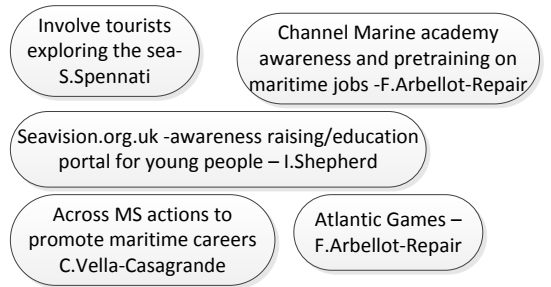 Involve tourists
exploring the sea-
S.Spennati
Channel Marine academy
awareness and pretraining on
maritime jobs -F.Arbellot-Repair
Seavision.org.uk -awareness raising/education
portal for young people – I.Shepherd
Across MS actions to
promote maritime careers
C.Vella-Casagrande
Atlantic Games –
F.Arbellot-Repair